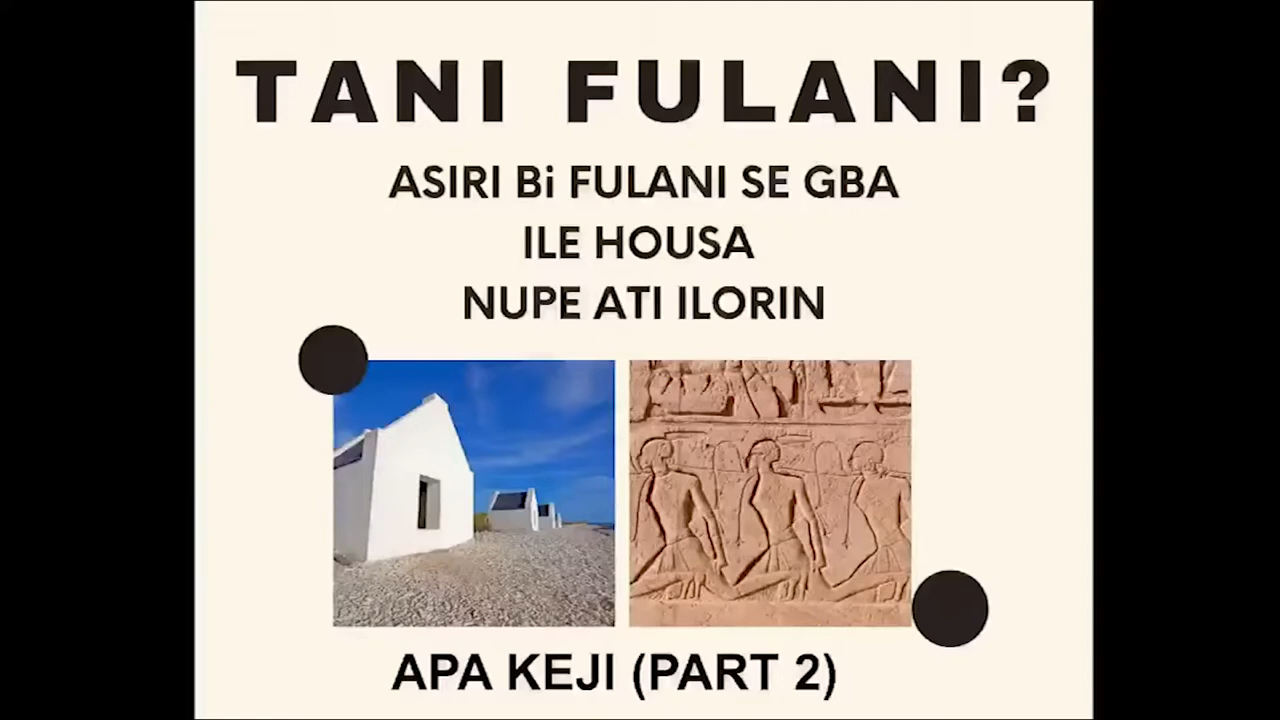 TANI FULANI?
ASIRI Bi FULANI SE GBA
ILE HOUSA
NUPE ATI ILORIN
APA KEJI (PART 2)